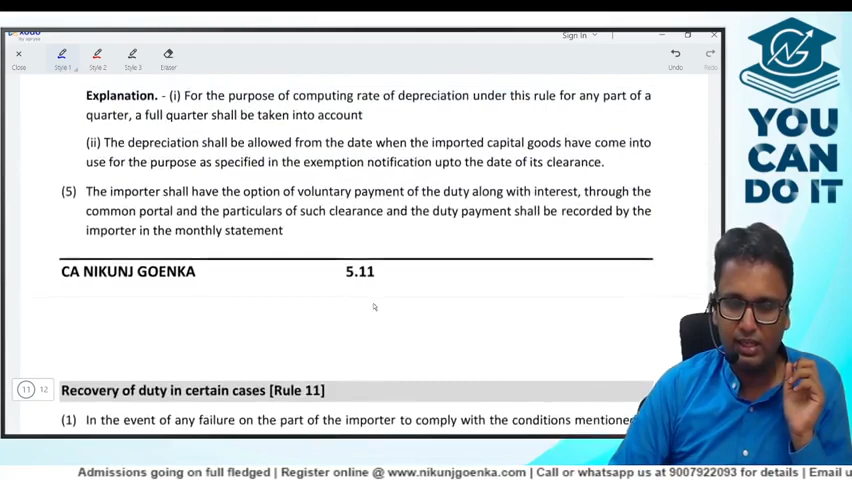 by splashtop
Sign In
Close
Style 1
Style 2
Style 3
Eraser
Undo
Redo
Explanation. - (i) For the purpose of computing rate of depreciation under this rule for any part of a
quarter, a full quarter shall be taken into account
(ii) The depreciation shall be allowed from the date when the imported capital goods have come into
use for the purpose as specified in the exemption notification upto the date of its clearance.
(5) The importer shall have the option of voluntary payment of the duty along with interest, through the
common portal and the particulars of such clearance and the duty payment shall be recorded by the
importer in the monthly statement
CA NIKUNJ GOENKA 5.11
11 12
Recovery of duty in certain cases [Rule 11]
(1) In the event of any failure on the part of the importer to comply with the conditions mentioned
YOU
CAN
DO IT
Admissions going on full fledged | Register online @ www.nikunjgoenka.com | Call or whatsapp us at 9007922093 for details | Email u